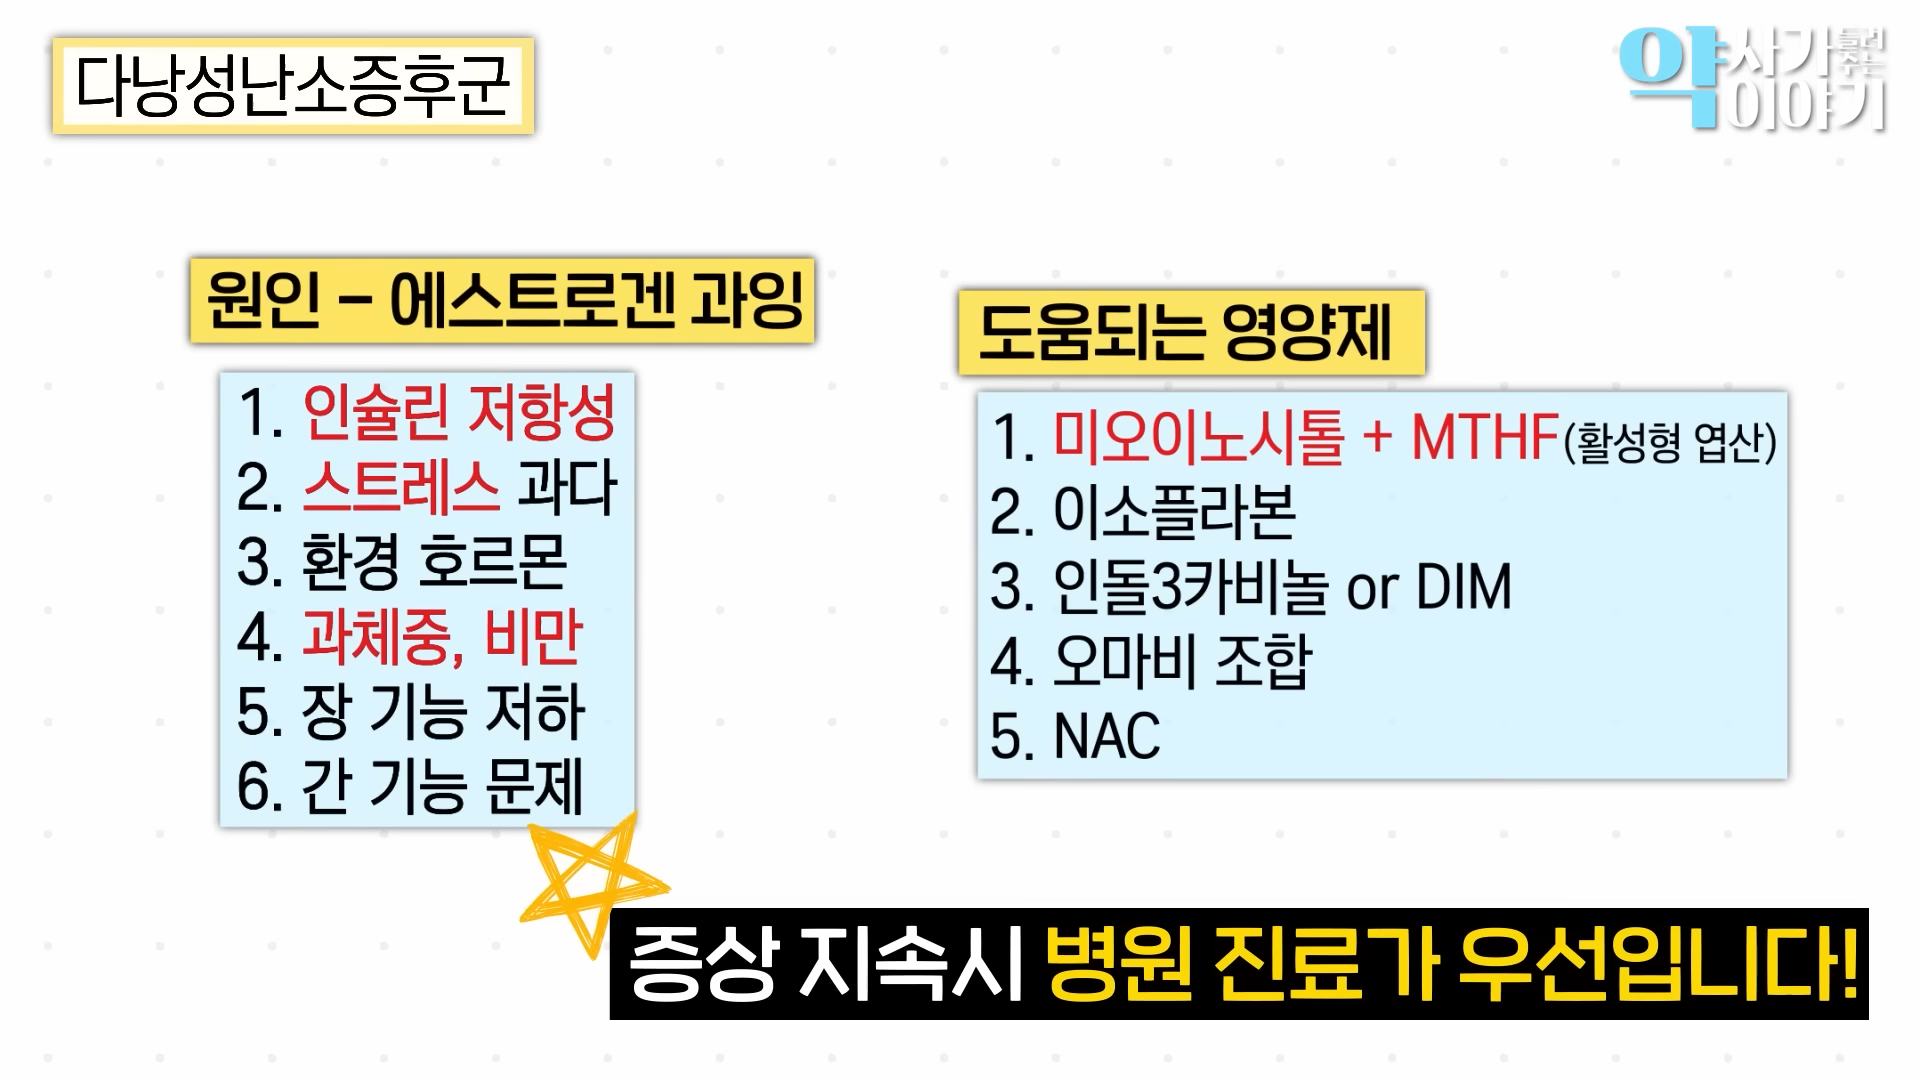 다낭성난소증후군
약사가 들려주는 이야기
원인 - 에스트로겐 과잉
1. 인슐린 저항성
2. 스트레스 과다
3. 환경 호르몬
4. 과체중, 비만
5. 장 기능 저하
6. 간 기능 문제
도움되는 영양제
1. 미오이노시톨 + MTHF(활성형 엽산)
2. 이소플라본
3. 인돌3카비놀 or DIM
4. 오마비 조합
5. NAC
증상 지속시 병원 진료가 우선입니다!